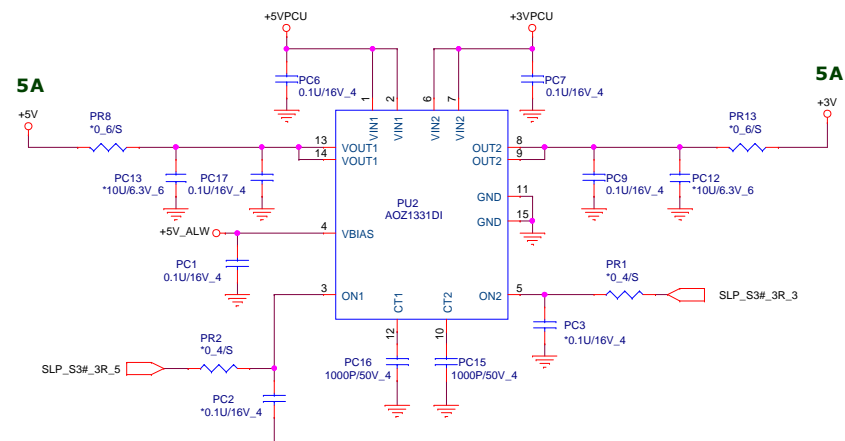 +5VPCU
+3VPCU
5A
5A
PC6
0.1U/16V_4
PC7
0.1U/16V_4
1
2
6
7
+5V
+3V
PR8
*0_6/S
PR13
*0_6/S
VIN1
VIN1
VIN2
VIN2
13
VOUT1
14
VOUT1
8
OUT2
9
OUT2
PC13
*10U/6.3V_6
PC17
0.1U/16V_4
PC9
0.1U/16V_4
PC12
*10U/6.3V_6
11
GND
15
GND
PU2
AOZ1331DI
+5V_ALW
4
VBIAS
PC1
0.1U/16V_4
3
ON1
5
ON2
CT1
CT2
12
10
PR1
*0_4/S
SLP_S3#_3R_3
PC3
*0.1U/16V_4
PR2
*0_4/S
SLP_S3#_3R_5
PC16
1000P/50V_4
PC15
1000P/50V_4
PC2
*0.1U/16V_4